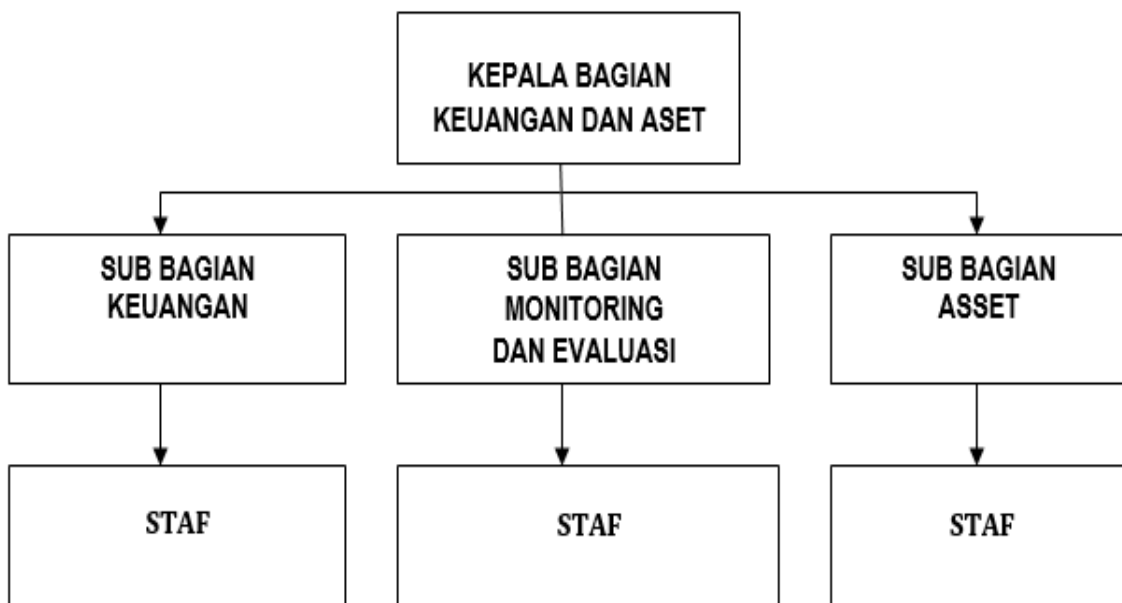 KEPALA BAGIAN
KEUANGAN DAN ASET
SUB BAGIAN
KEUANGAN
SUB BAGIAN
MONITORING
DAN EVALUASI
SUB BAGIAN
ASSET
STAF
STAF
STAF